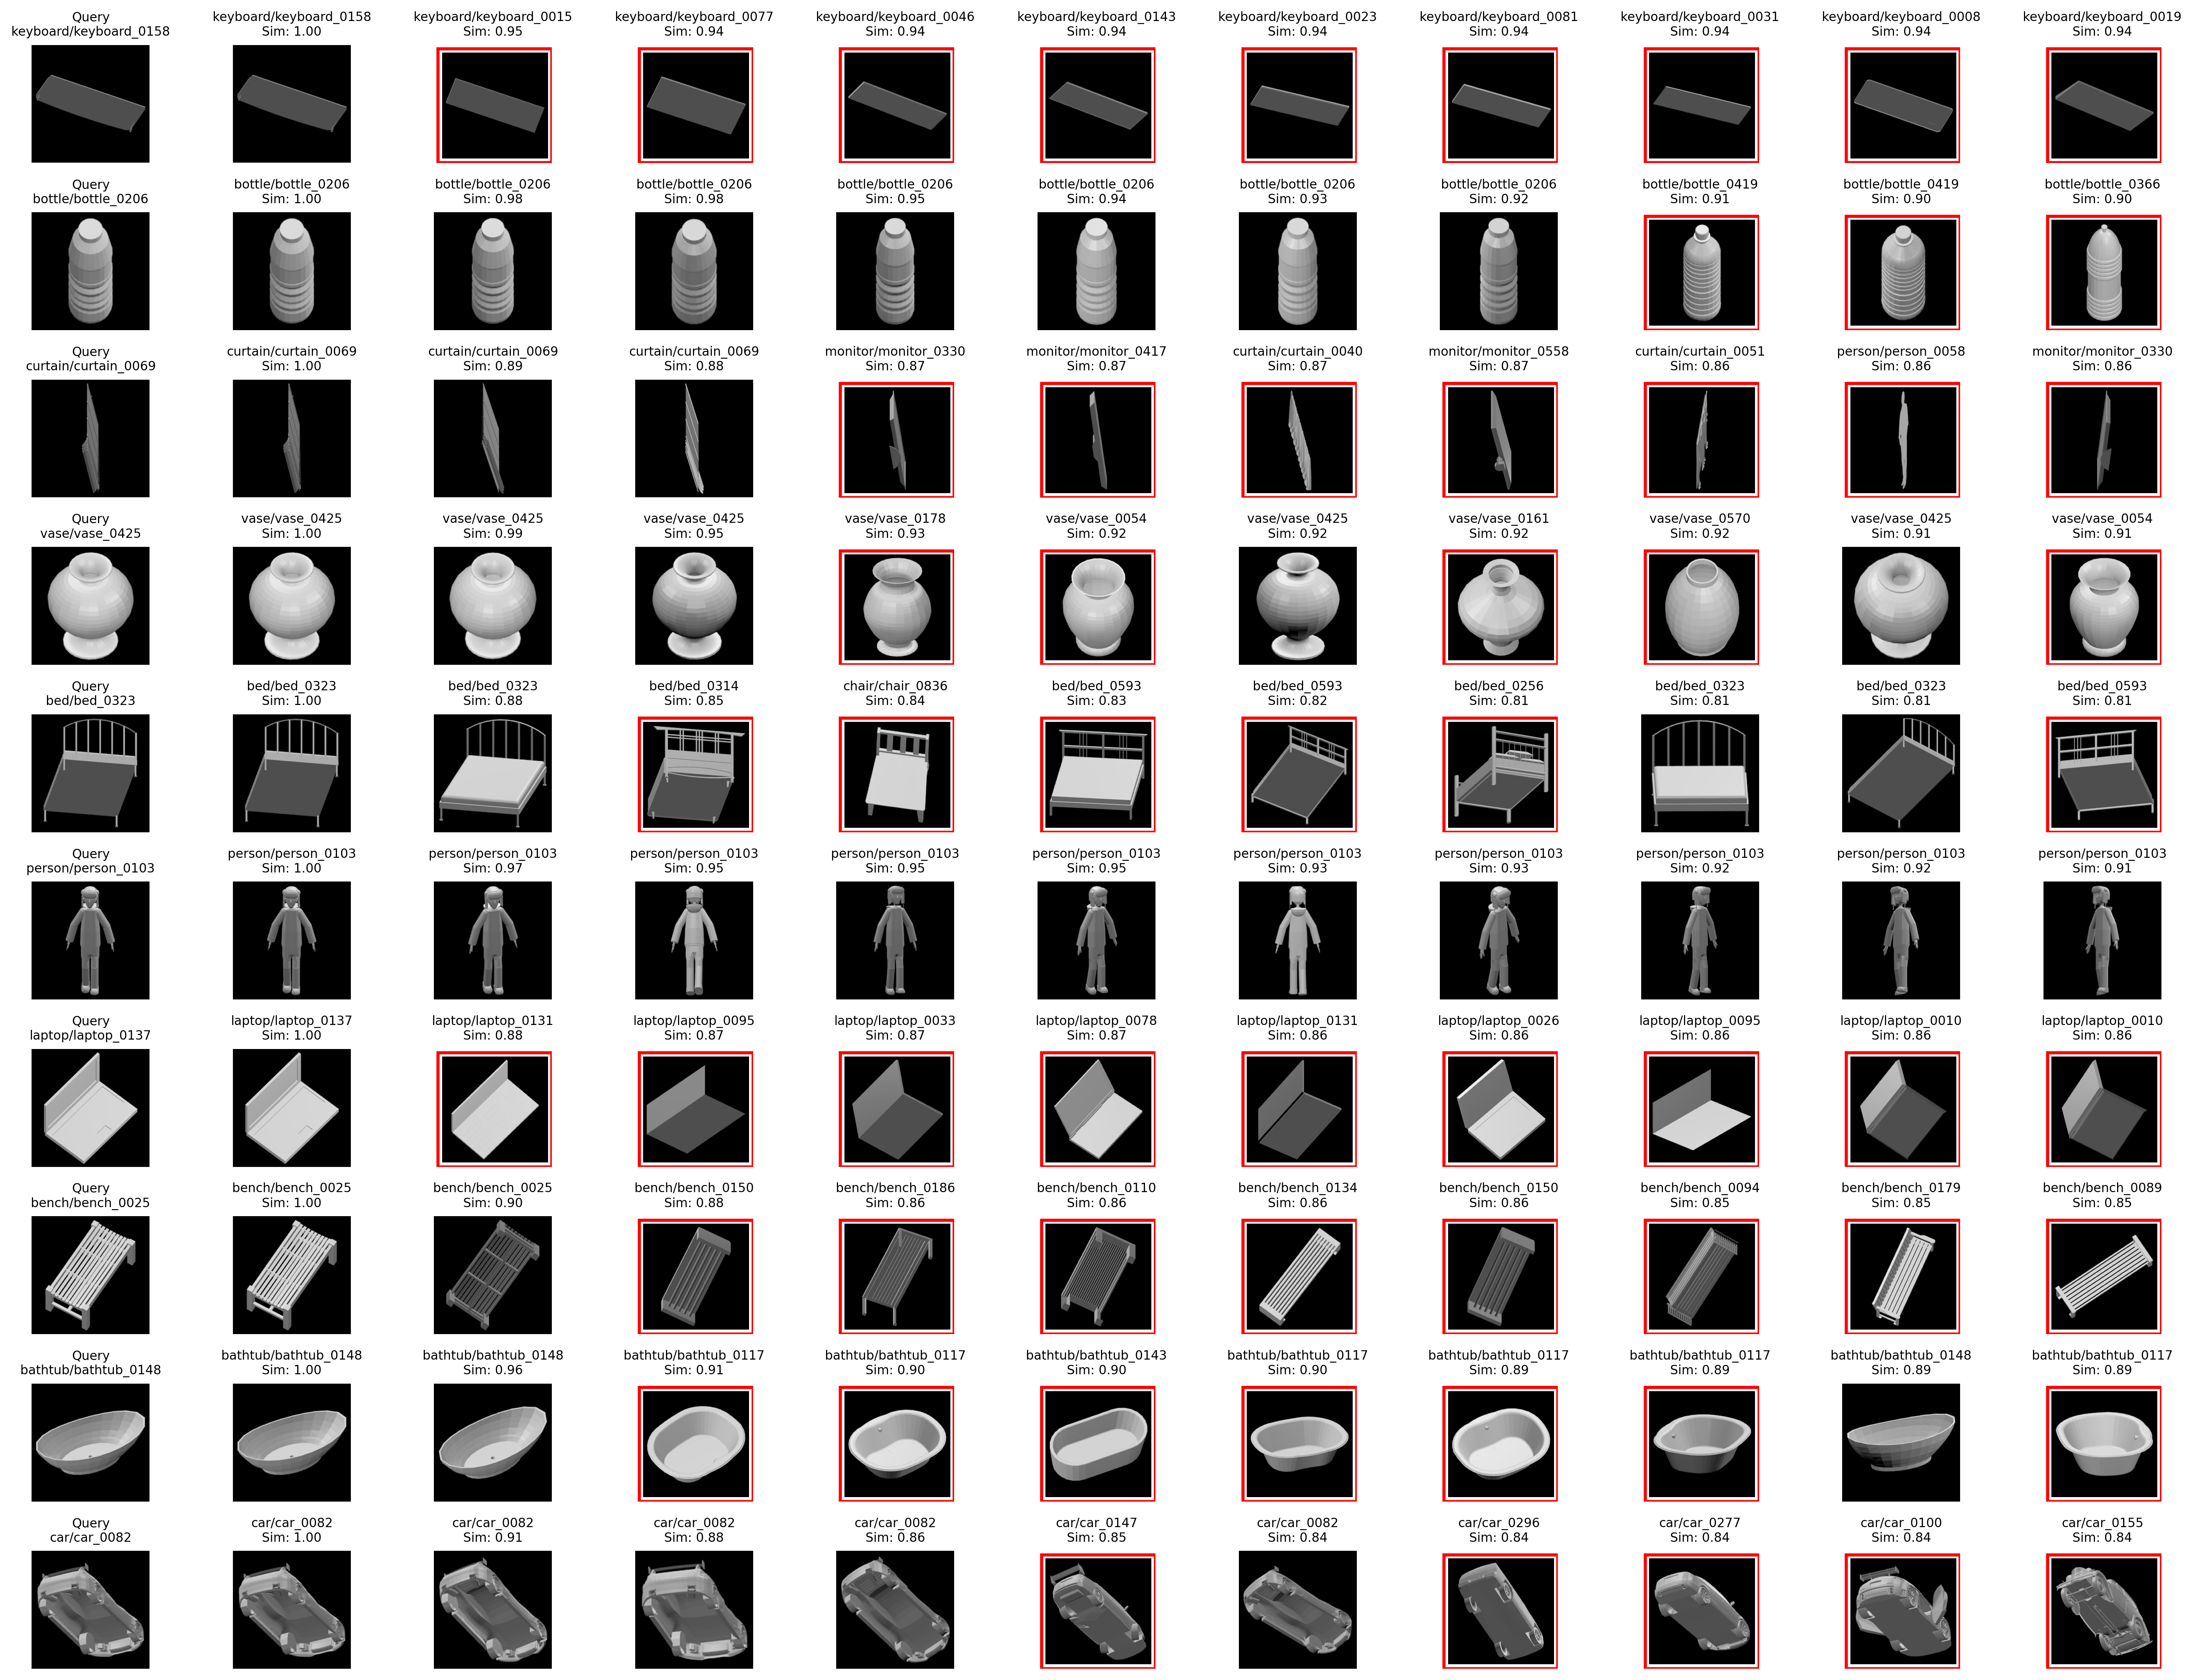 Query keyboard/keyboard_0158 keyboard/keyboard_0015 keyboard/keyboard_0077 keyboard/keyboard_0046 keyboard/keyboard_0143 keyboard/keyboard_0023 keyboard/keyboard_0081 keyboard/keyboard_0031 keyboard/keyboard_0008 keyboard/keyboard_0019
keyboard/keyboard_0158 Sim: 1.00 Sim: 0.95 Sim: 0.94 Sim: 0.94 Sim: 0.94 Sim: 0.94 Sim: 0.94 Sim: 0.94 Sim: 0.94 Sim: 0.94
Query bottle/bottle_0206 bottle/bottle_0206 bottle/bottle_0206 bottle/bottle_0206 bottle/bottle_0206 bottle/bottle_0206 bottle/bottle_0206 bottle/bottle_0419 bottle/bottle_0419 bottle/bottle_0366
bottle/bottle_0206 Sim: 1.00 Sim: 0.98 Sim: 0.98 Sim: 0.95 Sim: 0.94 Sim: 0.93 Sim: 0.92 Sim: 0.91 Sim: 0.90 Sim: 0.90
Query curtain/curtain_0069 curtain/curtain_0069 curtain/curtain_0069 monitor/monitor_0330 monitor/monitor_0417 curtain/curtain_0040 monitor/monitor_0558 curtain/curtain_0051 person/person_0058 monitor/monitor_0330
curtain/curtain_0069 Sim: 1.00 Sim: 0.89 Sim: 0.88 Sim: 0.87 Sim: 0.87 Sim: 0.87 Sim: 0.87 Sim: 0.86 Sim: 0.86 Sim: 0.86
Query vase/vase_0425 vase/vase_0425 vase/vase_0425 vase/vase_0178 vase/vase_0054 vase/vase_0425 vase/vase_0161 vase/vase_0570 vase/vase_0425 vase/vase_0054
vase/vase_0425 Sim: 1.00 Sim: 0.99 Sim: 0.95 Sim: 0.93 Sim: 0.92 Sim: 0.92 Sim: 0.92 Sim: 0.92 Sim: 0.91 Sim: 0.91
Query bed/bed_0323 bed/bed_0323 bed/bed_0314 chair/chair_0836 bed/bed_0593 bed/bed_0593 bed/bed_0256 bed/bed_0323 bed/bed_0323 bed/bed_0593
bed/bed_0323 Sim: 1.00 Sim: 0.88 Sim: 0.85 Sim: 0.84 Sim: 0.83 Sim: 0.82 Sim: 0.81 Sim: 0.81 Sim: 0.81 Sim: 0.81
Query person/person_0103 person/person_0103 person/person_0103 person/person_0103 person/person_0103 person/person_0103 person/person_0103 person/person_0103 person/person_0103 person/person_0103
person/person_0103 Sim: 1.00 Sim: 0.97 Sim: 0.95 Sim: 0.95 Sim: 0.95 Sim: 0.93 Sim: 0.93 Sim: 0.92 Sim: 0.92 Sim: 0.91
Query laptop/laptop_0137 laptop/laptop_0131 laptop/laptop_0095 laptop/laptop_0033 laptop/laptop_0078 laptop/laptop_0131 laptop/laptop_0026 laptop/laptop_0095 laptop/laptop_0010 laptop/laptop_0010
laptop/laptop_0137 Sim: 1.00 Sim: 0.88 Sim: 0.87 Sim: 0.87 Sim: 0.87 Sim: 0.86 Sim: 0.86 Sim: 0.86 Sim: 0.86 Sim: 0.86
Query bench/bench_0025 bench/bench_0025 bench/bench_0150 bench/bench_0186 bench/bench_0110 bench/bench_0134 bench/bench_0150 bench/bench_0094 bench/bench_0179 bench/bench_0089
bench/bench_0025 Sim: 1.00 Sim: 0.90 Sim: 0.88 Sim: 0.86 Sim: 0.86 Sim: 0.86 Sim: 0.86 Sim: 0.85 Sim: 0.85 Sim: 0.85
Query bathtub/bathtub_0148 bathtub/bathtub_0148 bathtub/bathtub_0117 bathtub/bathtub_0117 bathtub/bathtub_0143 bathtub/bathtub_0117 bathtub/bathtub_0117 bathtub/bathtub_0117 bathtub/bathtub_0148 bathtub/bathtub_0117
bathtub/bathtub_0148 Sim: 1.00 Sim: 0.96 Sim: 0.91 Sim: 0.90 Sim: 0.90 Sim: 0.90 Sim: 0.89 Sim: 0.89 Sim: 0.89 Sim: 0.89
Query car/car_0082 car/car_0082 car/car_0082 car/car_0082 car/car_0147 car/car_0082 car/car_0296 car/car_0277 car/car_0100 car/car_0155
car/car_0082 Sim: 1.00 Sim: 0.91 Sim: 0.88 Sim: 0.86 Sim: 0.85 Sim: 0.84 Sim: 0.84 Sim: 0.84 Sim: 0.84 Sim: 0.84